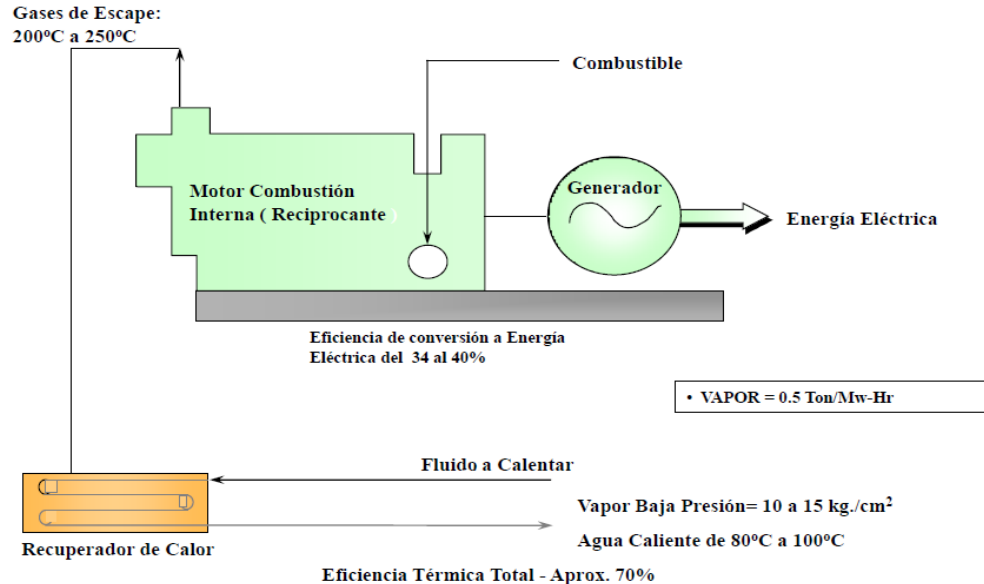 Gases de Escape:
200ºC a 250ºC
Combustible
Motor Combustión
Interna ( Reciprocante )
Generador
Energía Eléctrica
Eficiencia de conversión a Energía
Eléctrica del 34 al 40%
• VAPOR = 0.5 Ton/Mw-Hr
Fluido a Calentar
Vapor Baja Presión= 10 a 15 kg./cm²
Agua Caliente de 80ºC a 100ºC
Recuperador de Calor
Eficiencia Térmica Total - Aprox. 70%